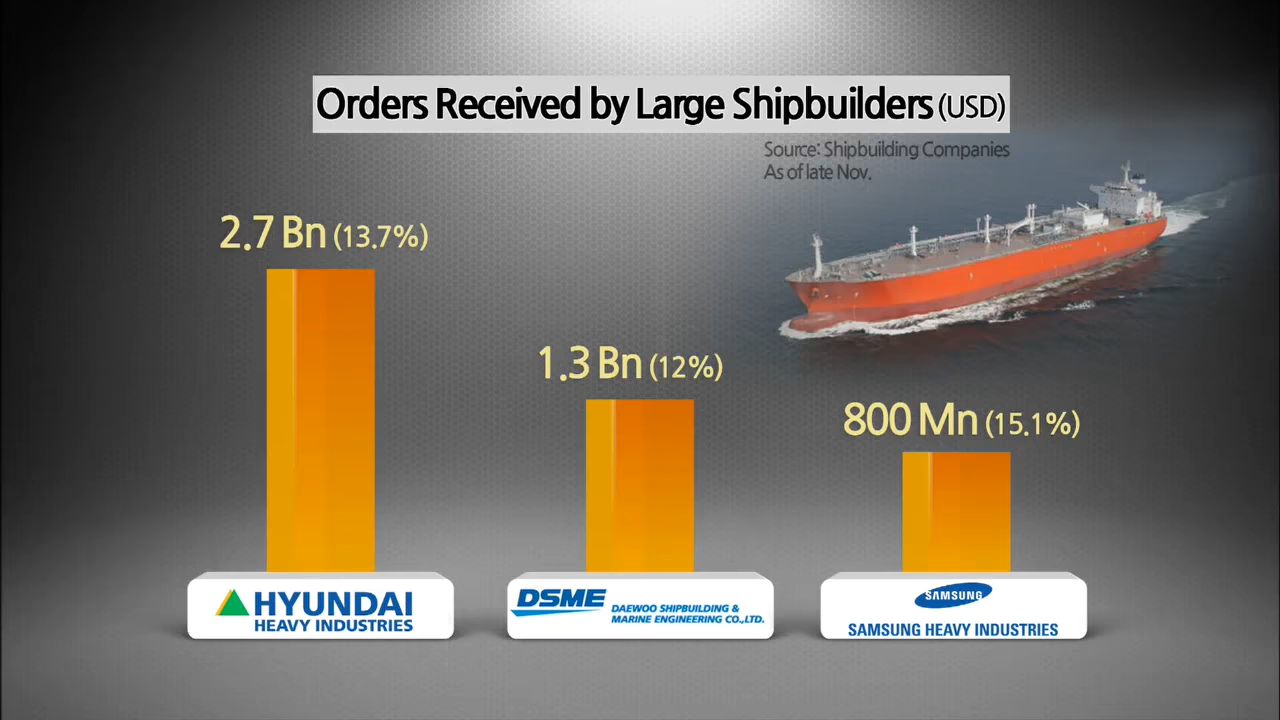 Orders Received by Large Shipbuilders (USD)
Source: Shipbuilding Companies
As of late Nov.
2.7 Bn (13.7%)
1.3 Bn (12%)
800 Mn (15.1%)
HYUNDAI
HEAVY INDUSTRIES
DSME
DAEWOO SHIPBUILDING &
MARINE ENGINEERING CO.,LTD.
SAMSUNG
SAMSUNG HEAVY INDUSTRIES